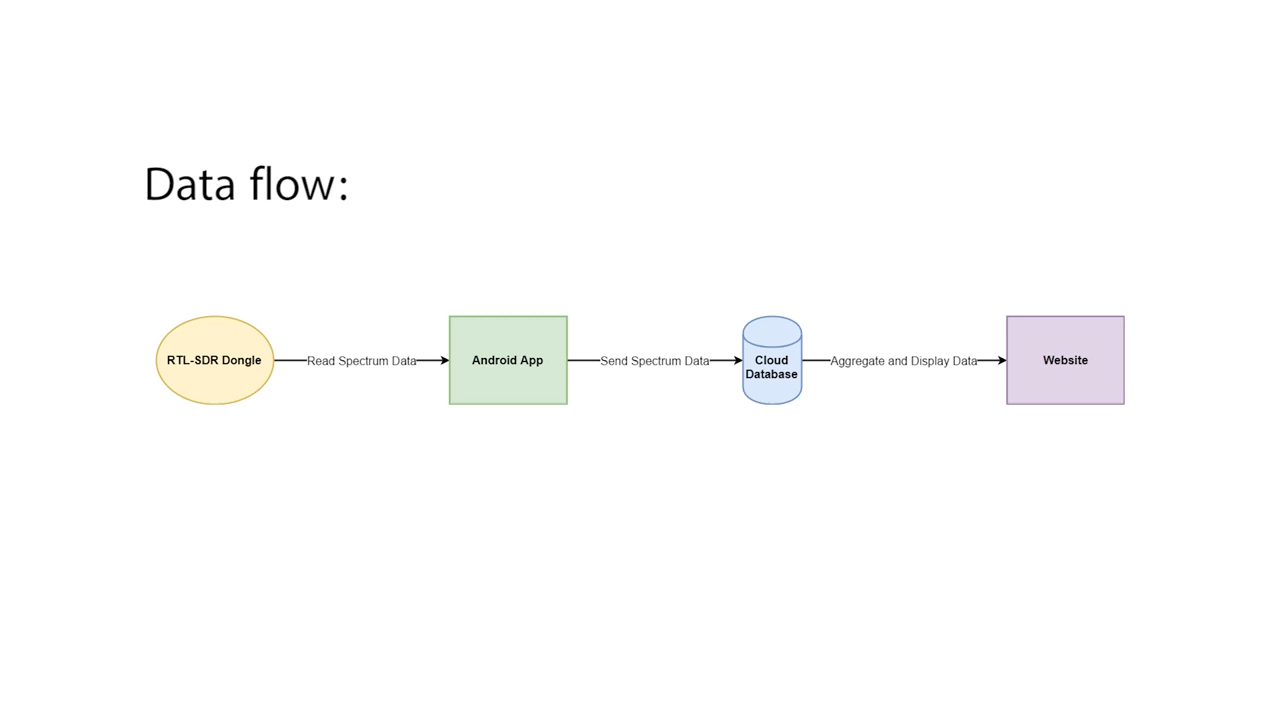 Data flow:
RTL-SDR Dongle
Read Spectrum Data
Android App
Send Spectrum Data
Cloud
Database
Aggregate and Display Data
Website